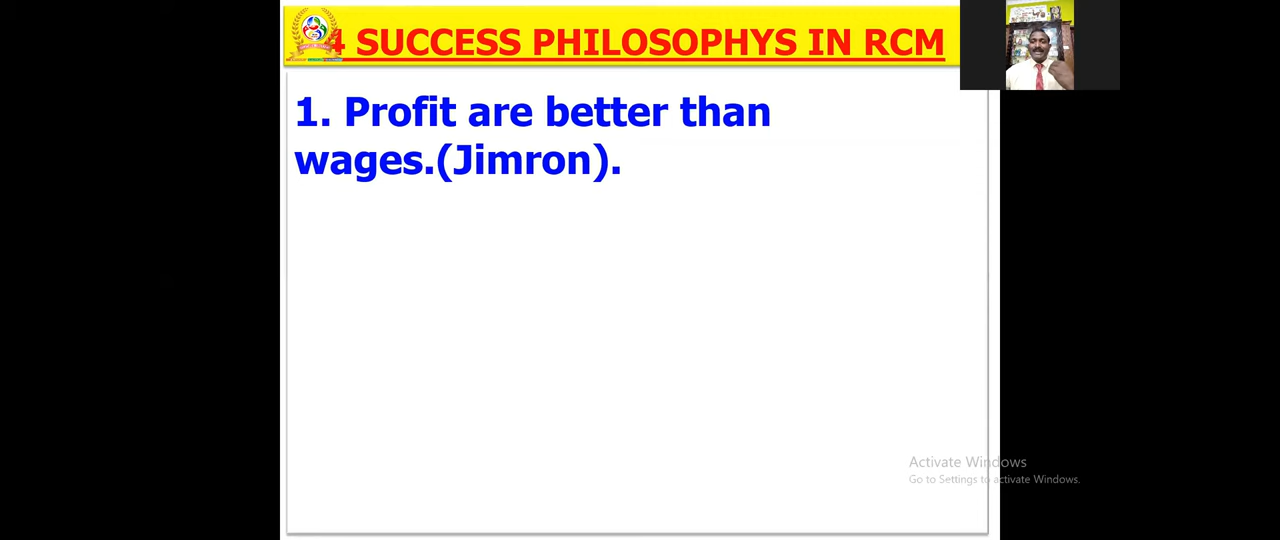 4 SUCCESS PHILOSOPHYS IN RCM
1. Profit are better than
wages.(Jimron).
Activate Windows
Go to Settings to activate Windows.